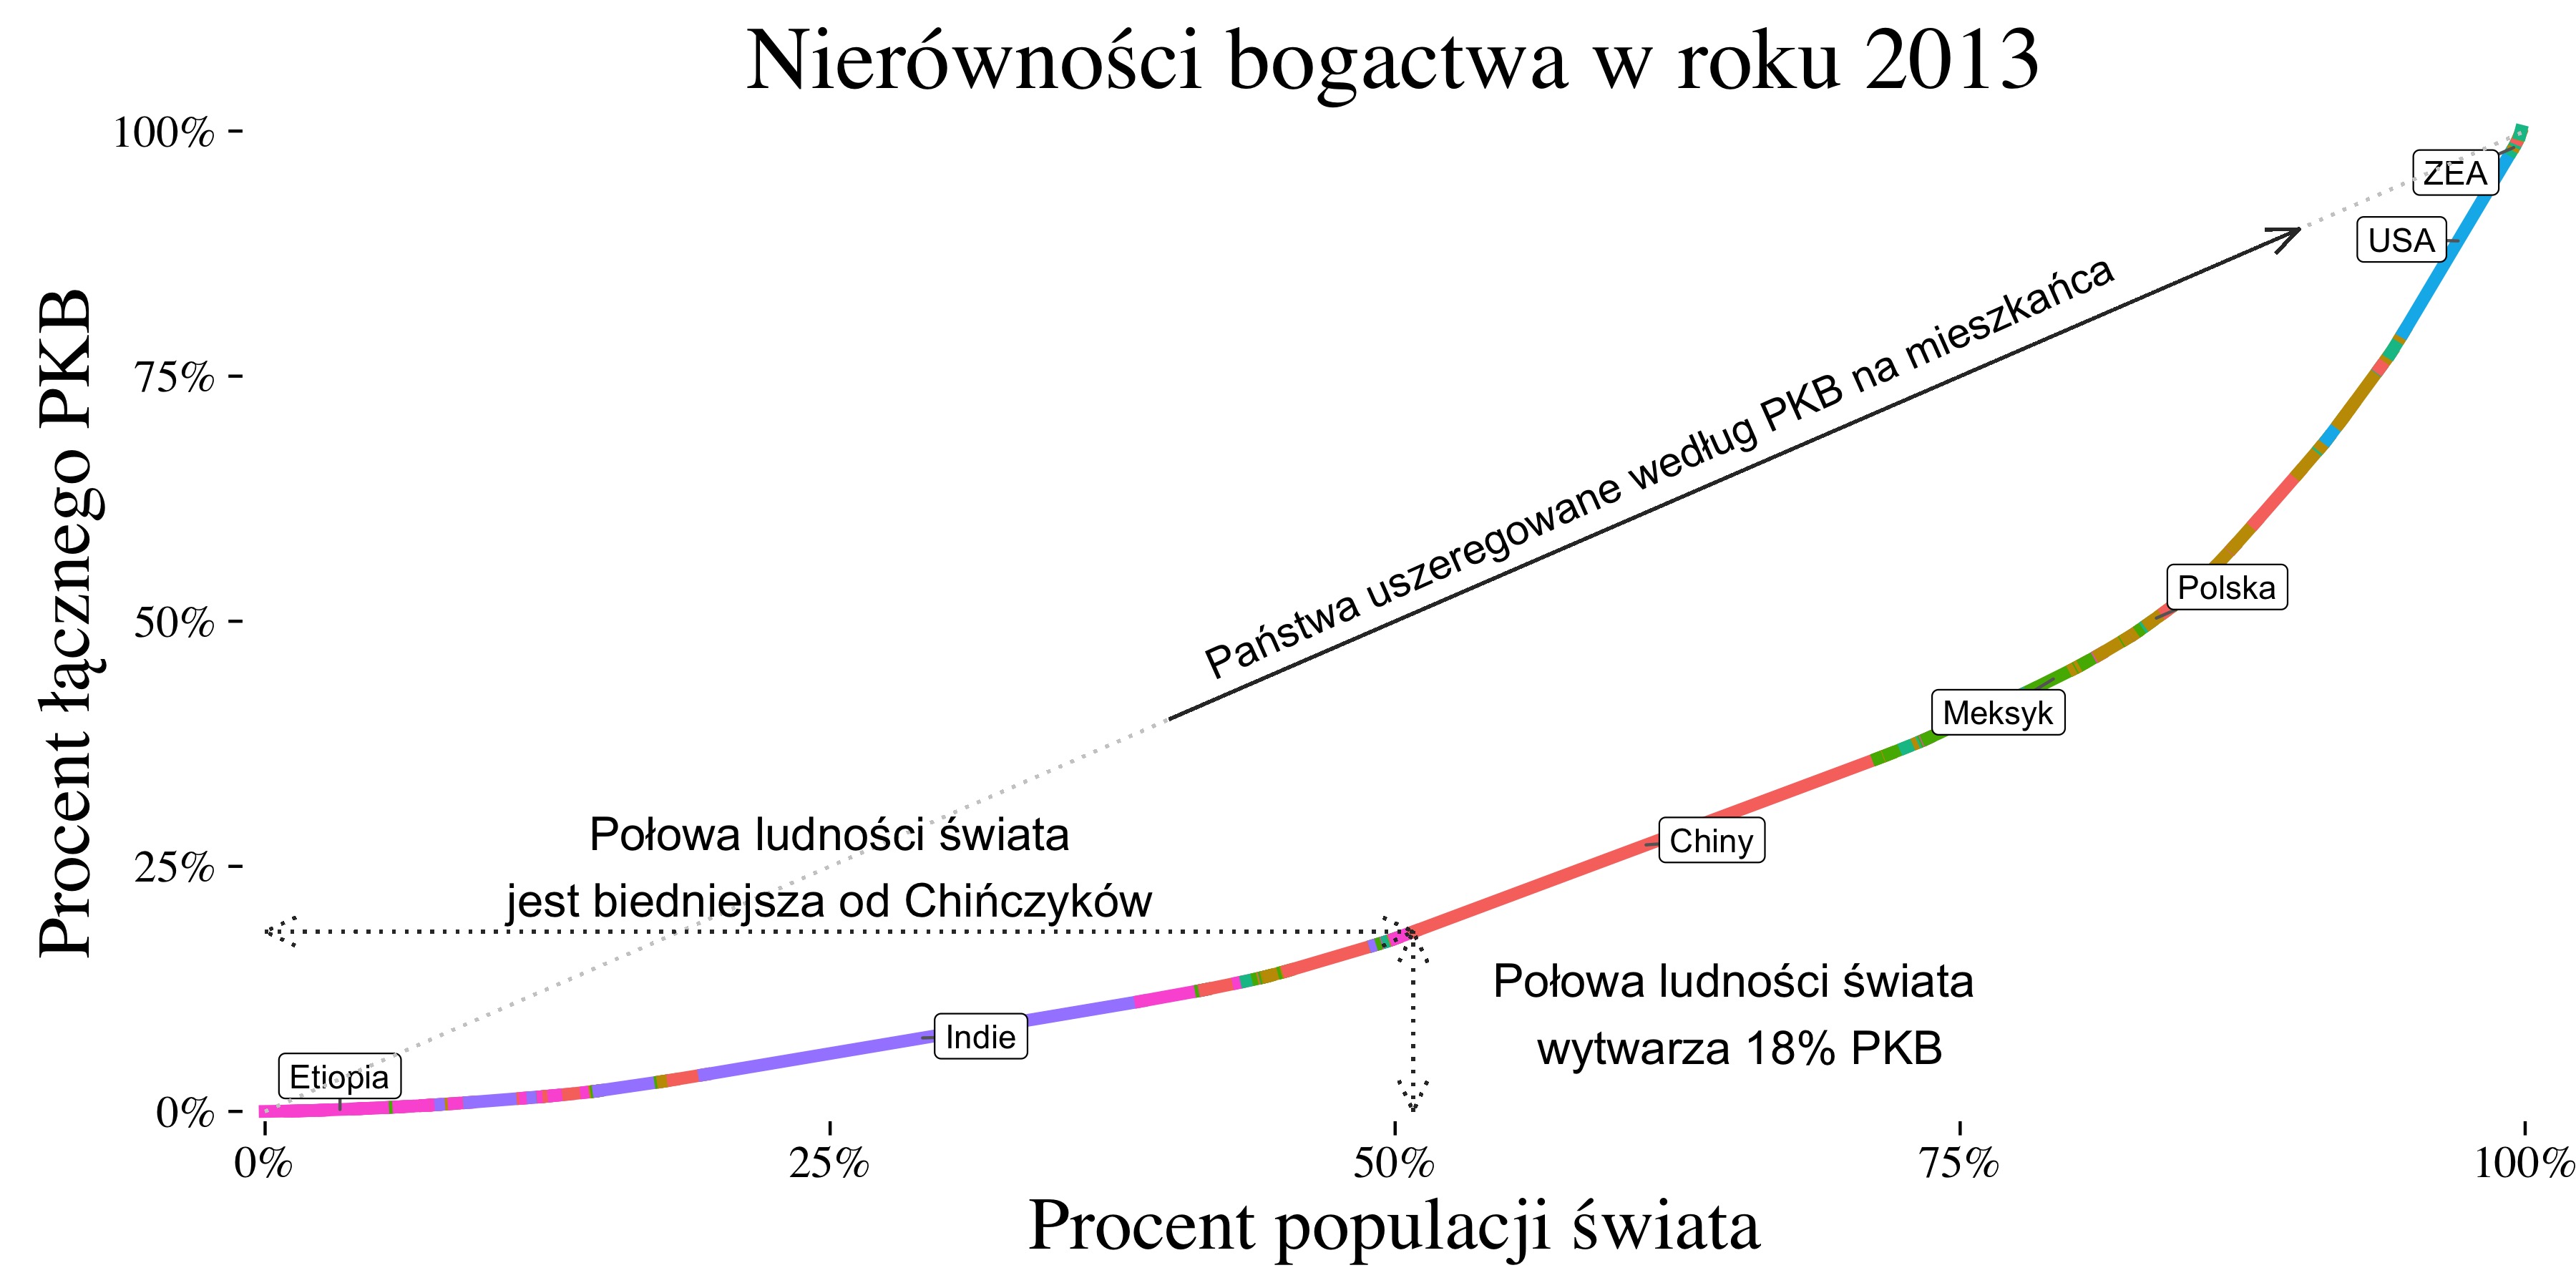 Nierówności bogactwa w roku 2013
Procent łącznego PKB
100%
75%
50%
25%
0%
ZEA
USA
Państwa uszeregowane według PKB na mieszkańca
Polska
Meksyk
Połowa ludności świata
jest biedniejsza od Chińczyków
Chiny
Połowa ludności świata
wytwarza 18% PKB
Indie
Etiopia
0%
25%
50%
75%
100%
Procent populacji świata